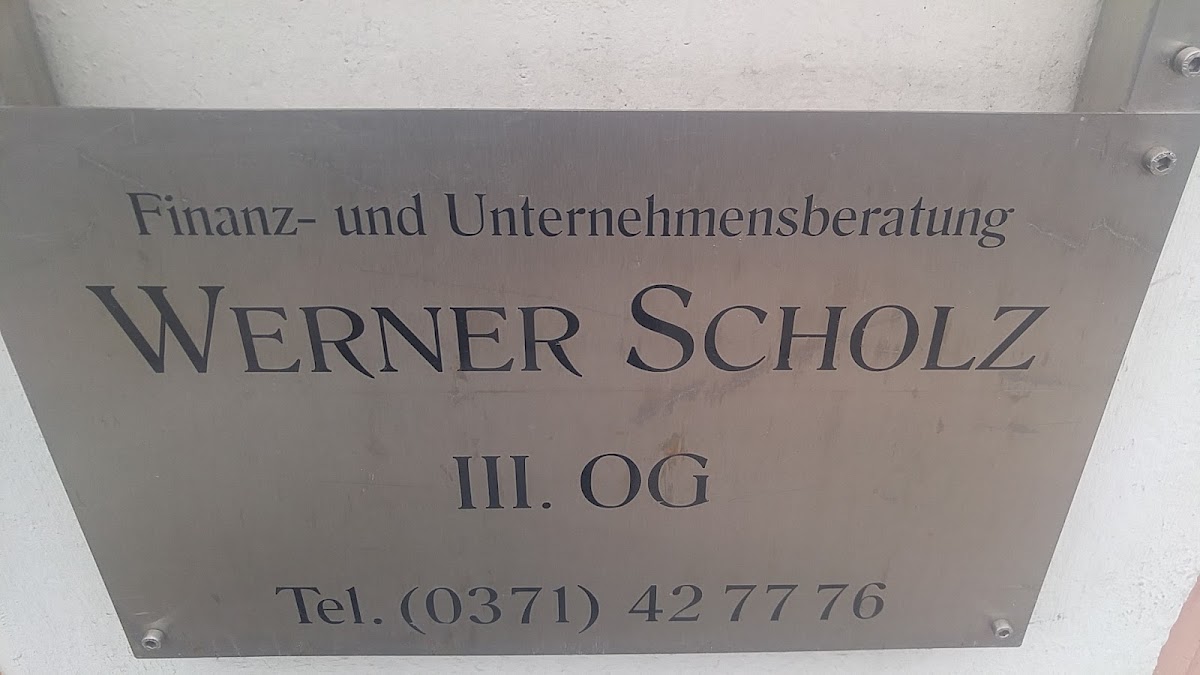 Finanz- und Unternehmensberatung
WERNER SCHOLZ
III. OG
Tel. (0371) 42 77 76